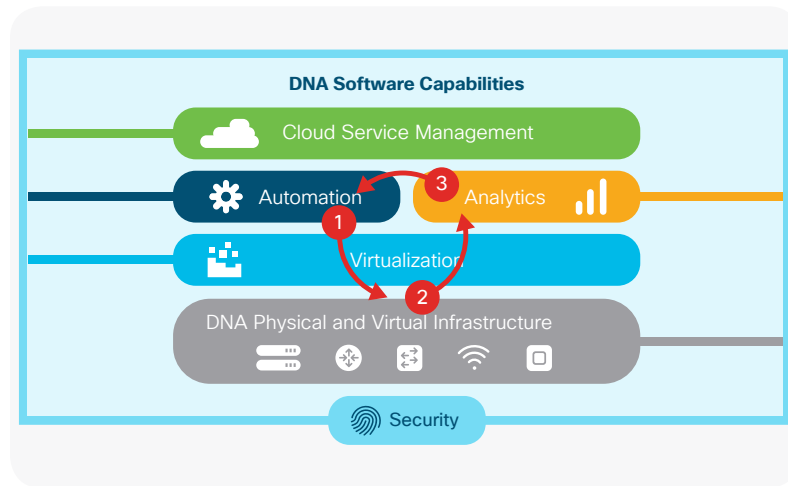 DNA Software Capabilities
Cloud Service Management
Automation
3
Analytics
1
Virtualization
2
DNA Physical and Virtual Infrastructure
Security